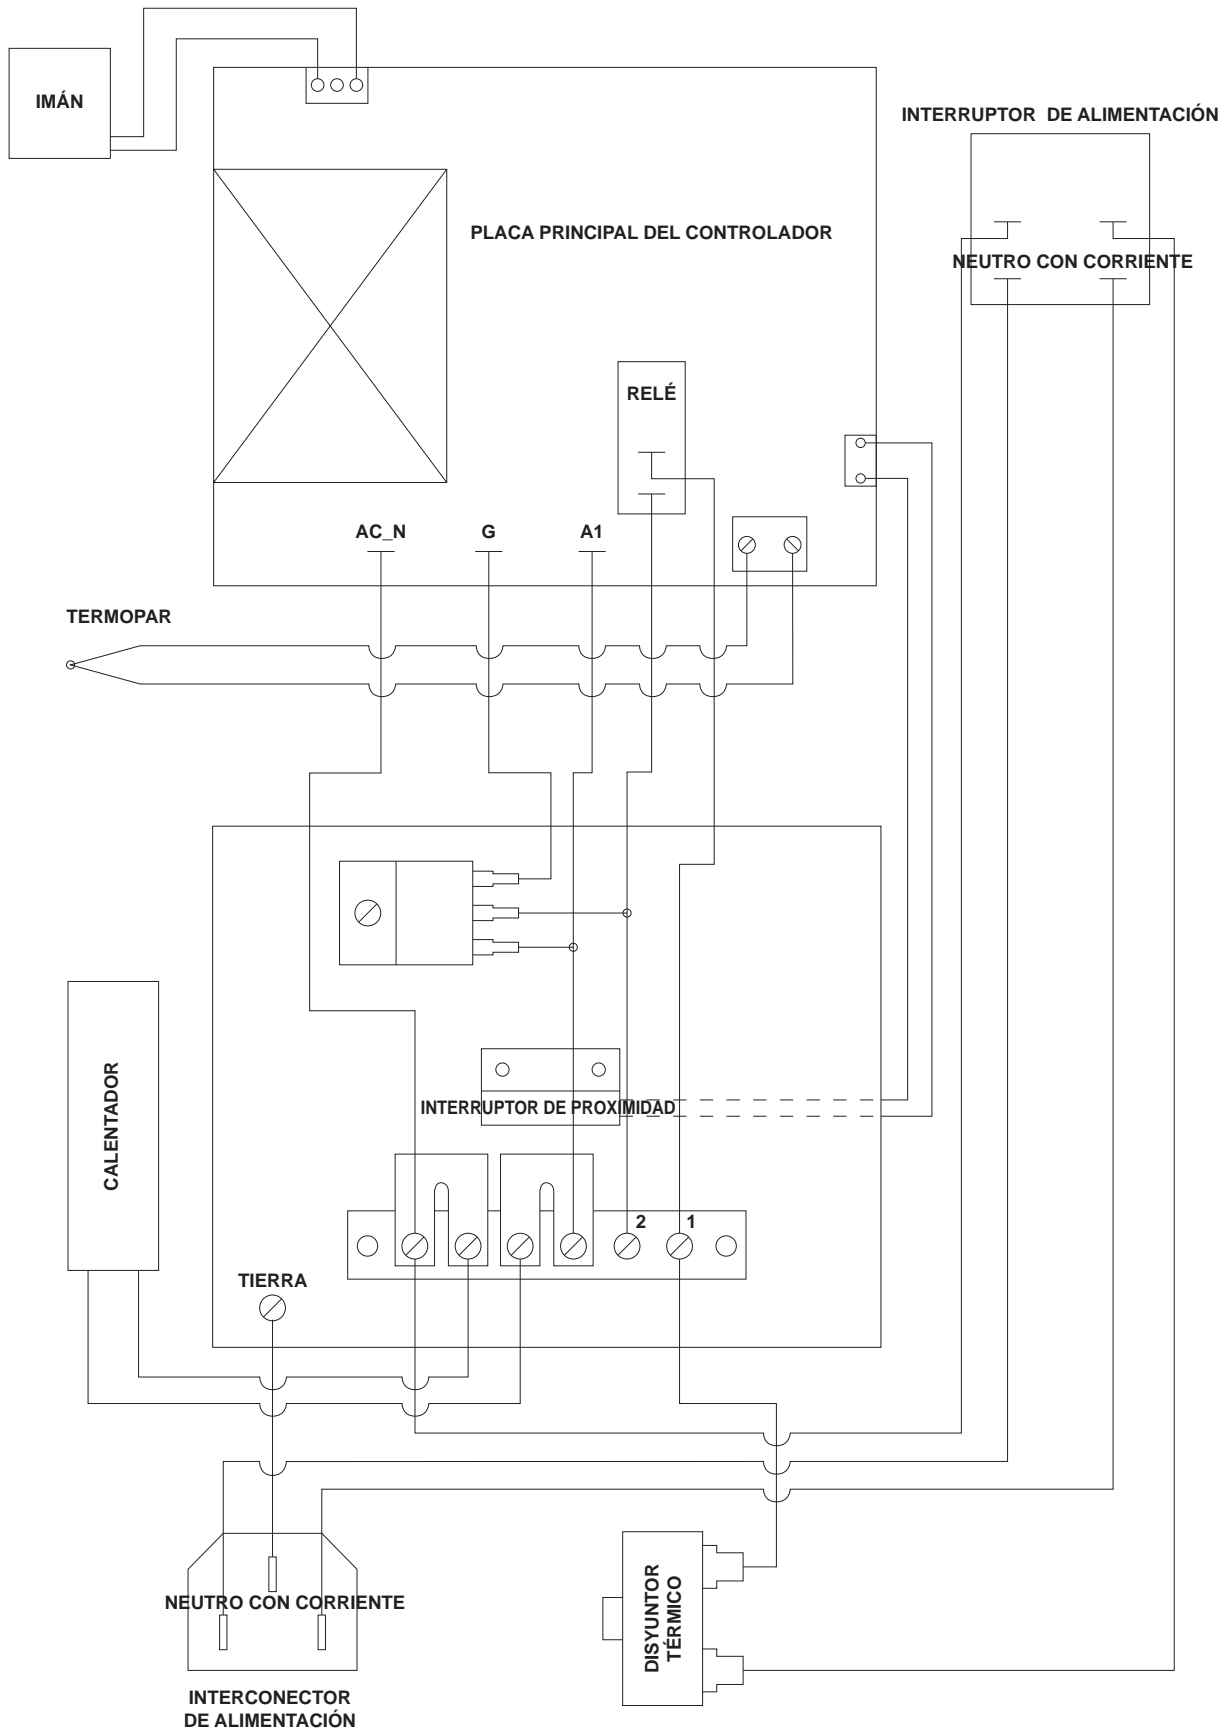 IMÁN
INTERRUPTOR DE ALIMENTACIÓN
PLACA PRINCIPAL DEL CONTROLADOR
NEUTRO CON CORRIENTE
RELÉ
AC_N
G
A1
TERMOPAR
CALENTADOR
INTERRUPTOR DE PROXIMIDAD
2
1
TIERRA
NEUTRO CON CORRIENTE
DISYUNTOR
TÉRMICO
INTERCONECTOR
DE ALIMENTACIÓN